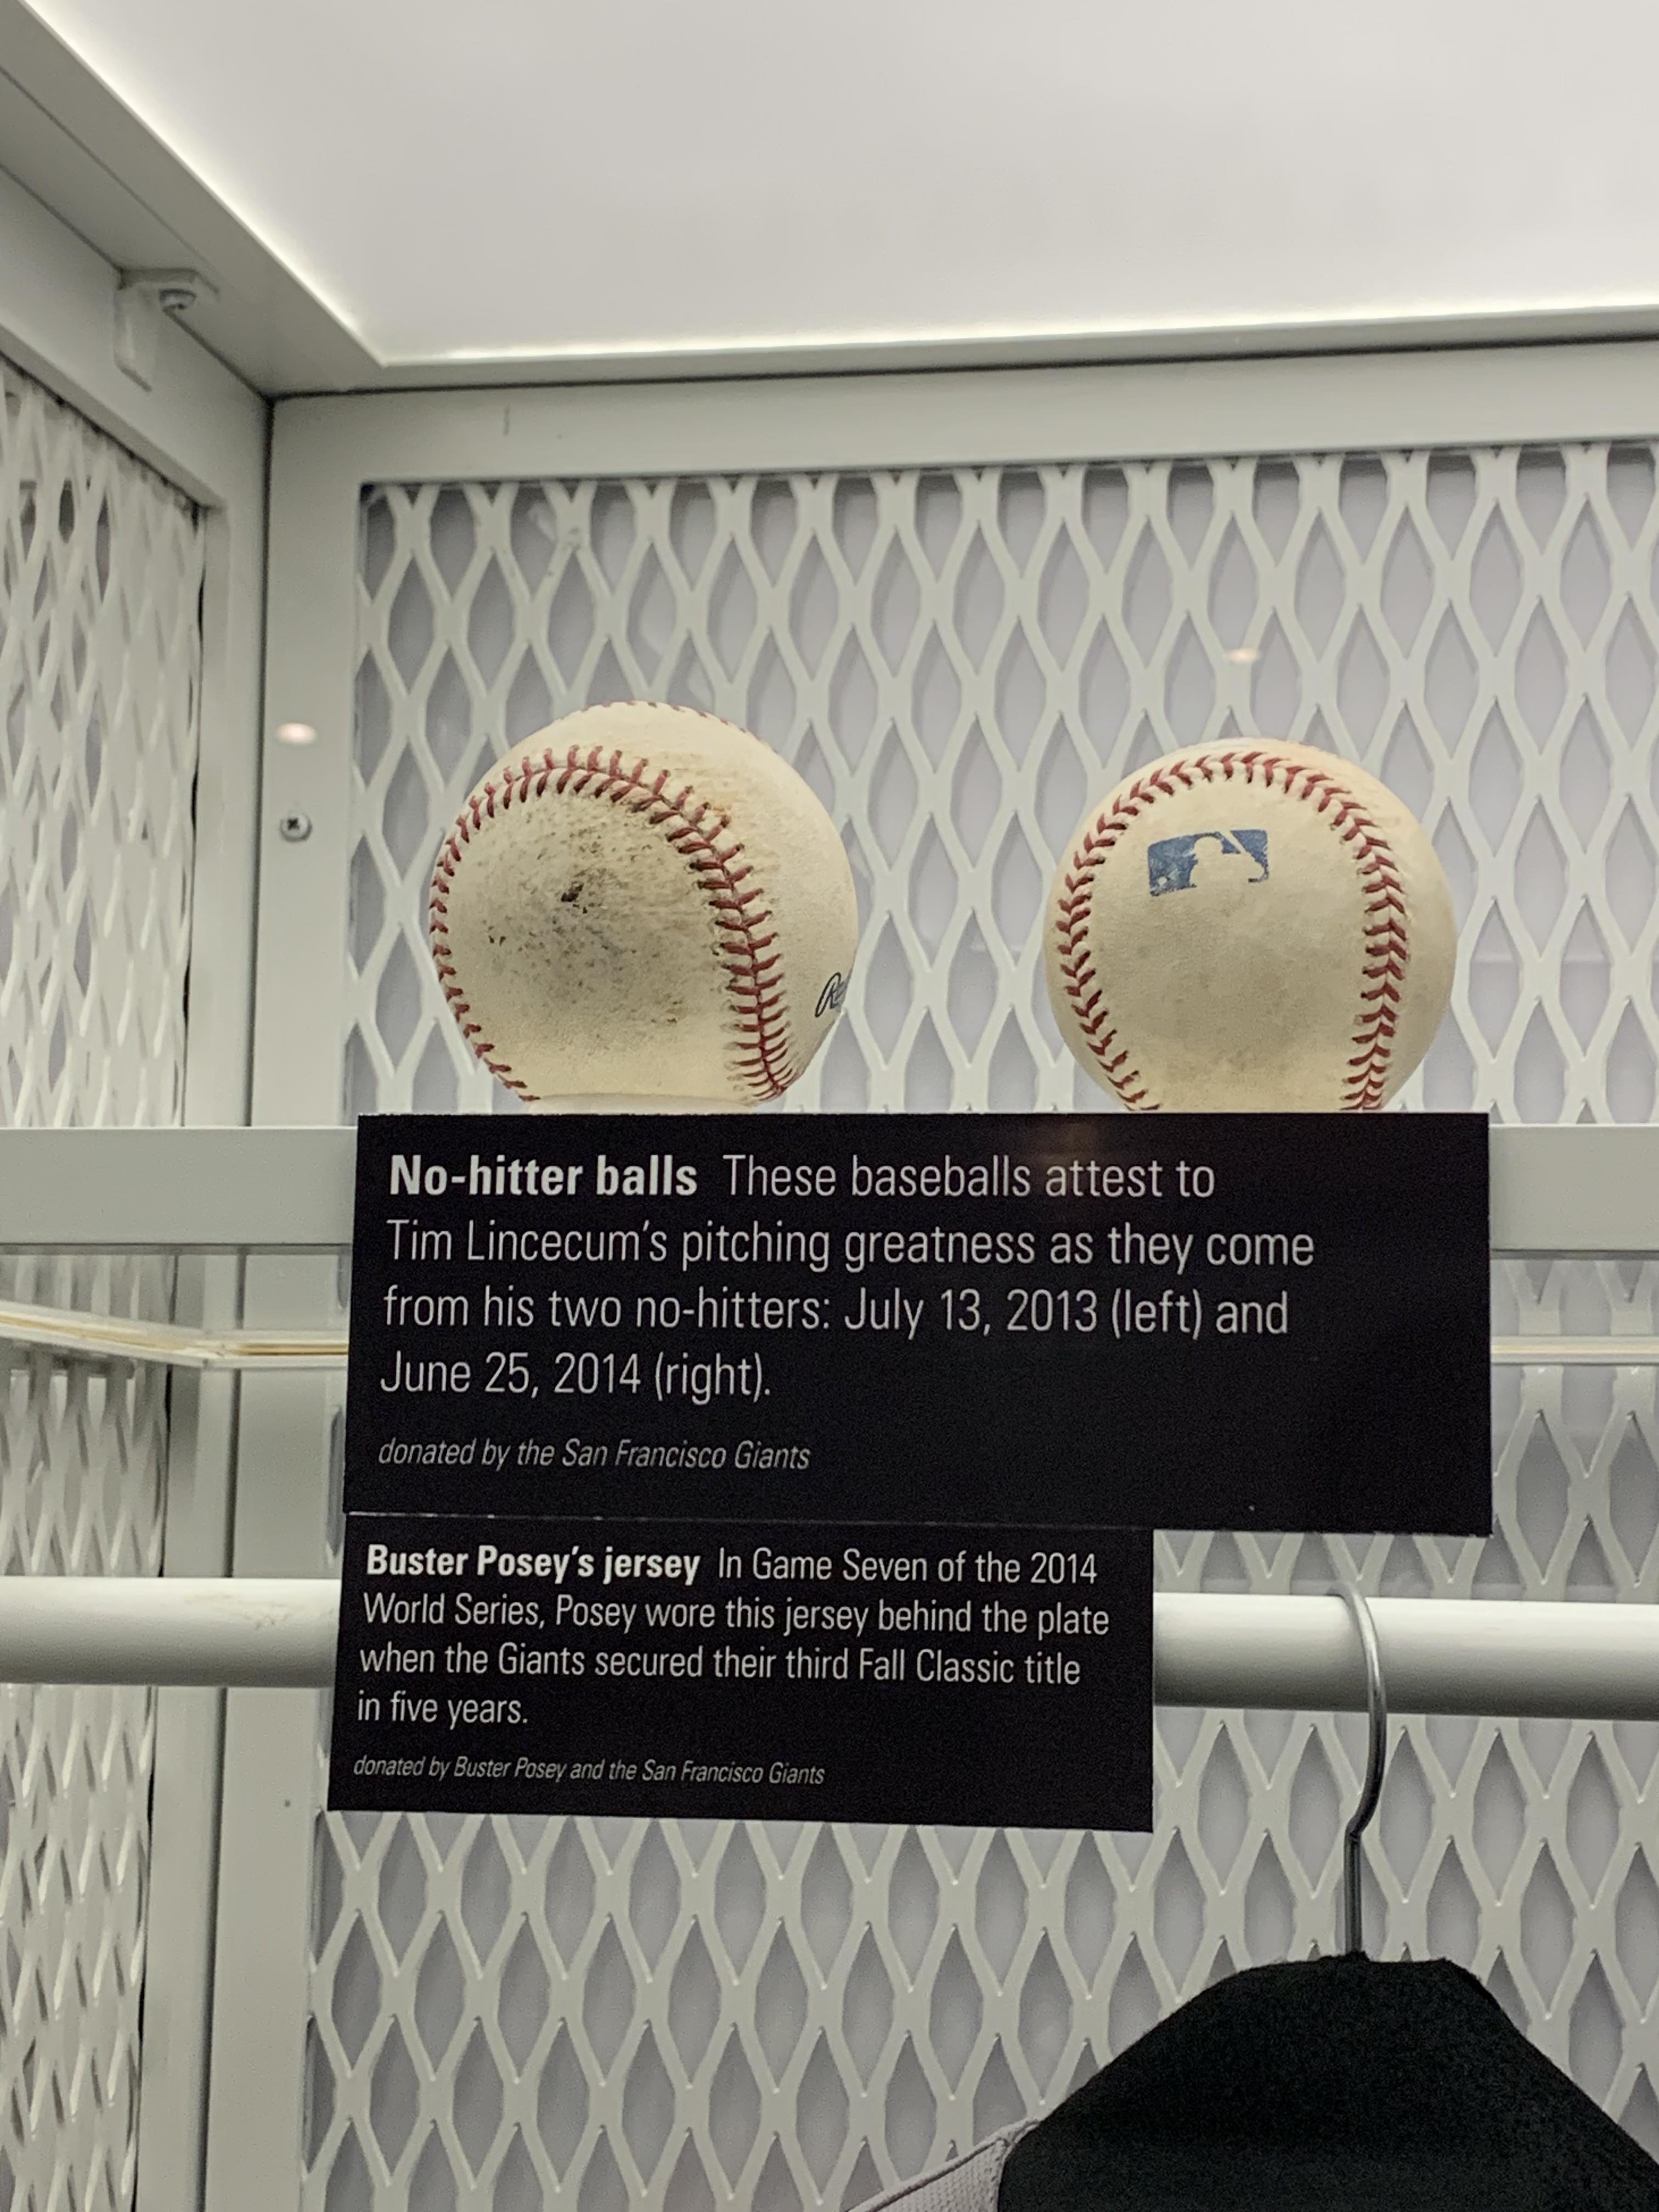 No-hitter balls These baseballs attest to
Tim Lincecum's pitching greatness as they come
from his two no-hitters: July 13, 2013 (left) and
June 25, 2014 (right).
donated by the San Francisco Giants
Buster Posey's jersey In Game Seven of the 2014
World Series, Posey wore this jersey behind the plate
when the Giants secured their third Fall Classic title
in five years.
donated by Buster Posey and the San Francisco Giants